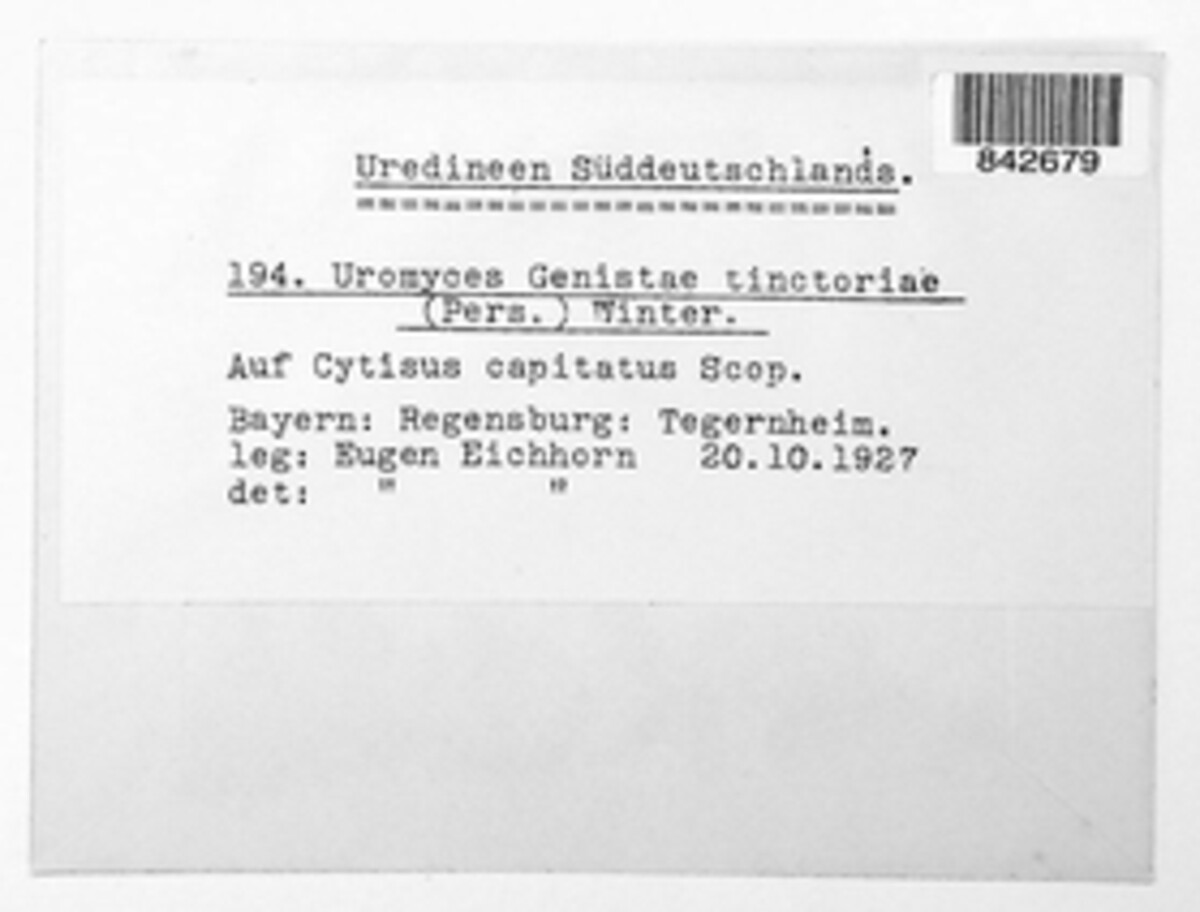 842679
Uredineen Süddeutschlands.
194. Uromyces Genistae tinctoriae
(Pers.) Winter.
Auf Cytisus capitatus Scop.
Bayern: Regensburg: Tegernheim.
leg: Eugen Eichhorn 20.10.1927
det: " "